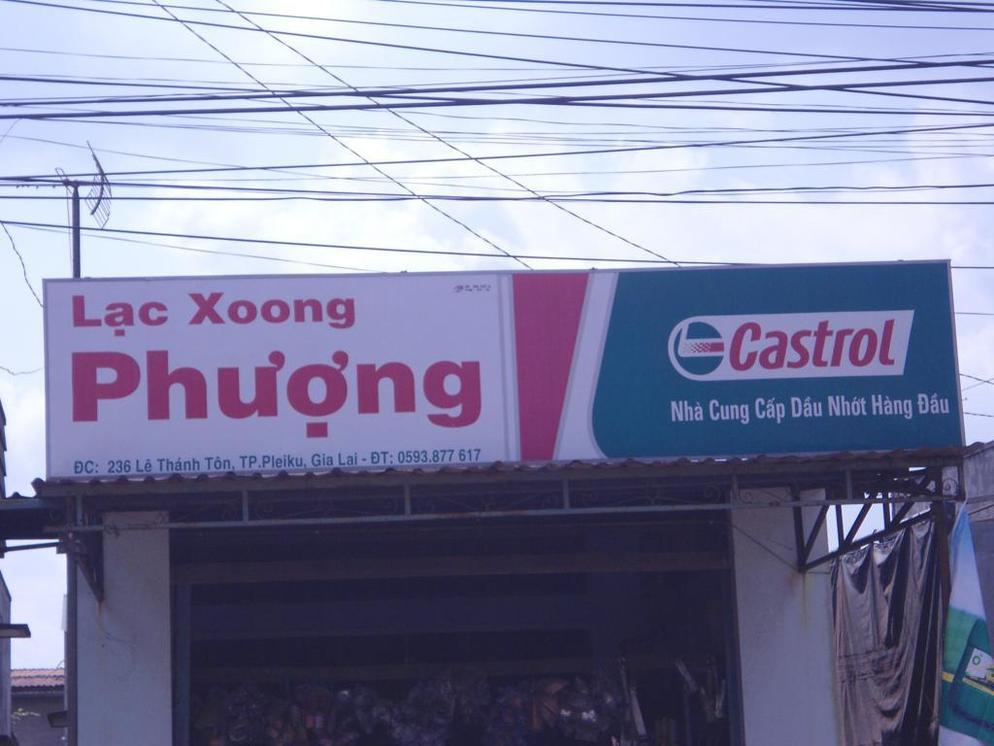 Lạc Xoong
Phượng
ĐC: 236 Lê Thánh Tôn, TP.Pleiku, Gia Lai - ĐT: 0593.877 617
Castrol
Nhà Cung Cấp Dầu Nhớt Hàng Đầu
BP